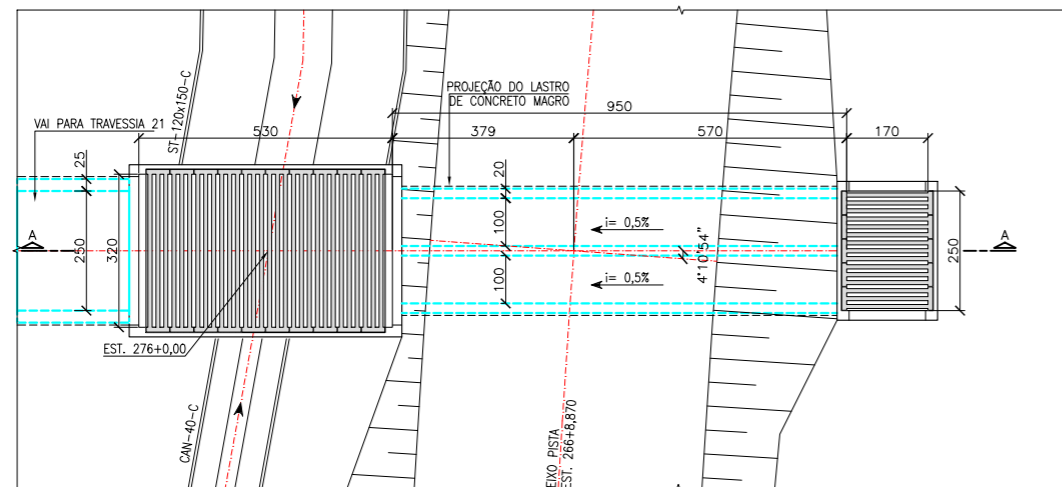 PROJEÇÃO DO LASTRO
DE CONCRETO MAGRO
950
VAI PARA TRAVESSIA 21
ST-120x150-C
530
379
570
170
25
20
100
i= 0,5%
A
250
320
4°10'54"
250
A
100
i= 0,5%
EST. 276+0,00
CAN-40-C
EIXO PISTA
EST. 266+8,870